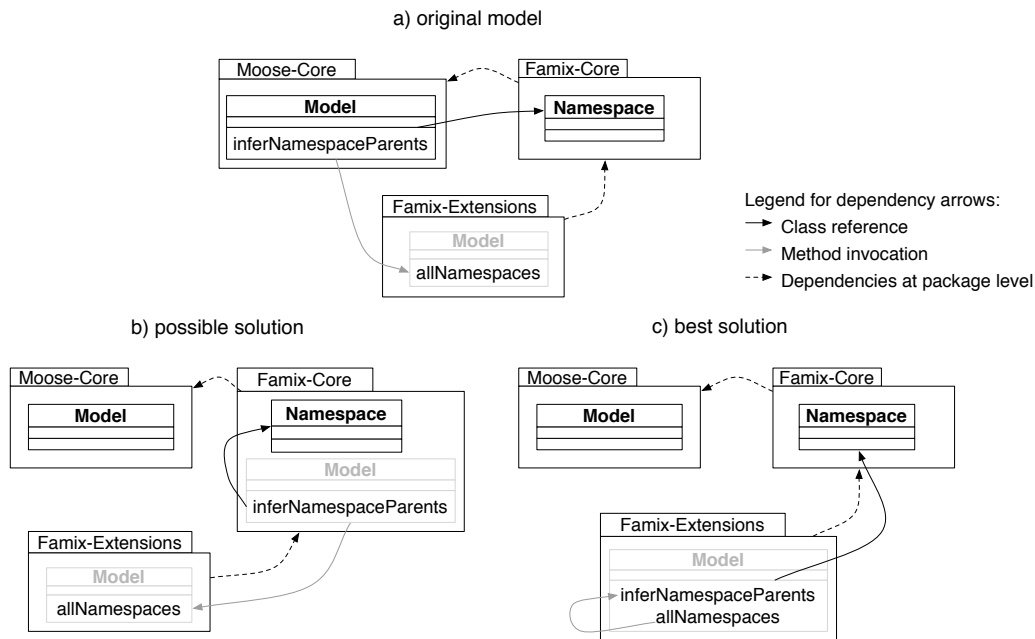 a) original model
Moose-Core
Famix-Core
Model
Namespace
inferNamespaceParents
Famix-Extensions
Model
allNamespaces
Legend for dependency arrows:
Class reference
Method invocation
Dependencies at package level
b) possible solution
Moose-Core
Famix-Core
Model
Namespace
Model
inferNamespaceParents
Famix-Extensions
Model
allNamespaces
c) best solution
Moose-Core
Famix-Core
Model
Namespace
Famix-Extensions
Model
inferNamespaceParents
allNamespaces